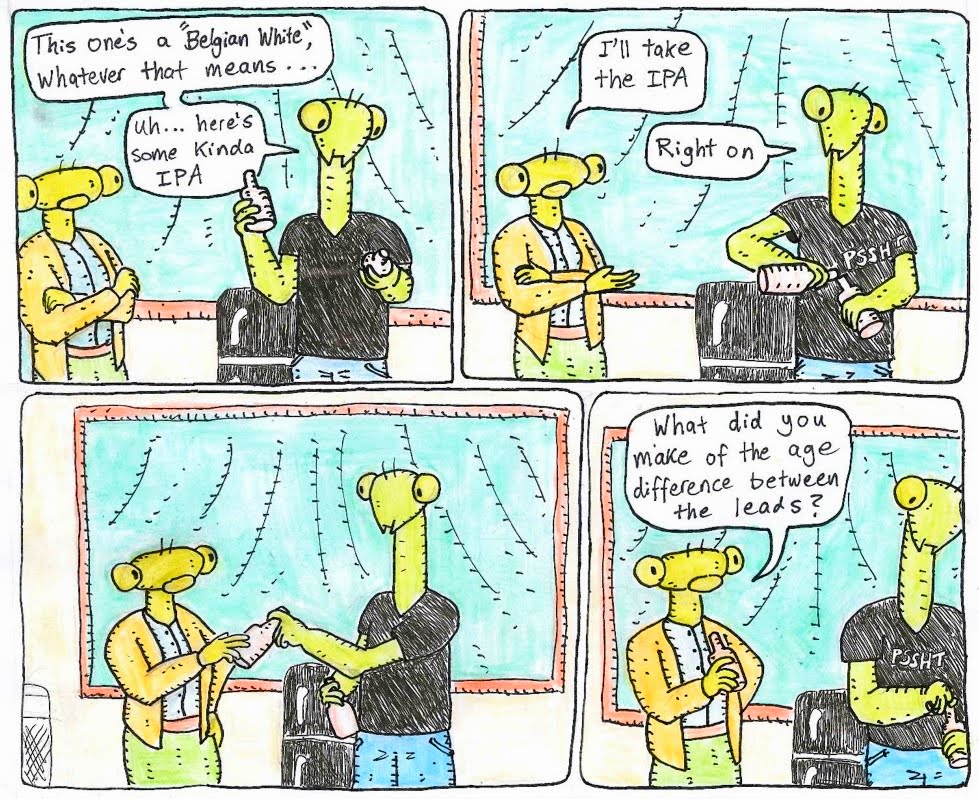 This one's a "Belgian White",
whatever that means...
Uh... here's
some kinda
IPA
I'll take
the IPA
Right on
PSSHT
What did you
make of the age
difference between
the leads?
PSSHT